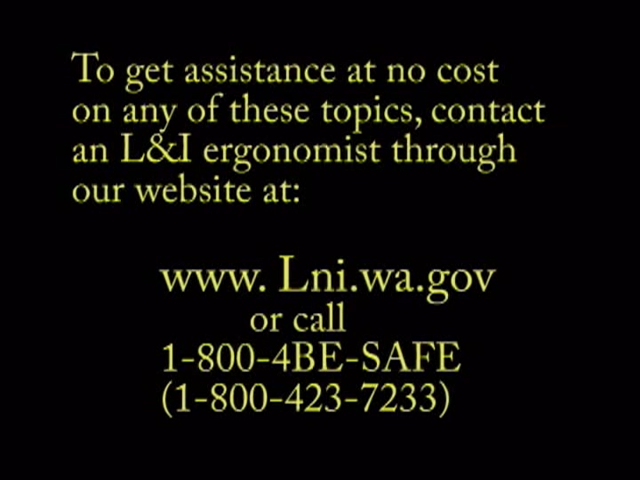 To get assistance at no cost
on any of these topics, contact
an L&I ergonomist through
our website at:
www. Lni.wa.gov
or call
1-800-4BE-SAFE
(1-800-423-7233)